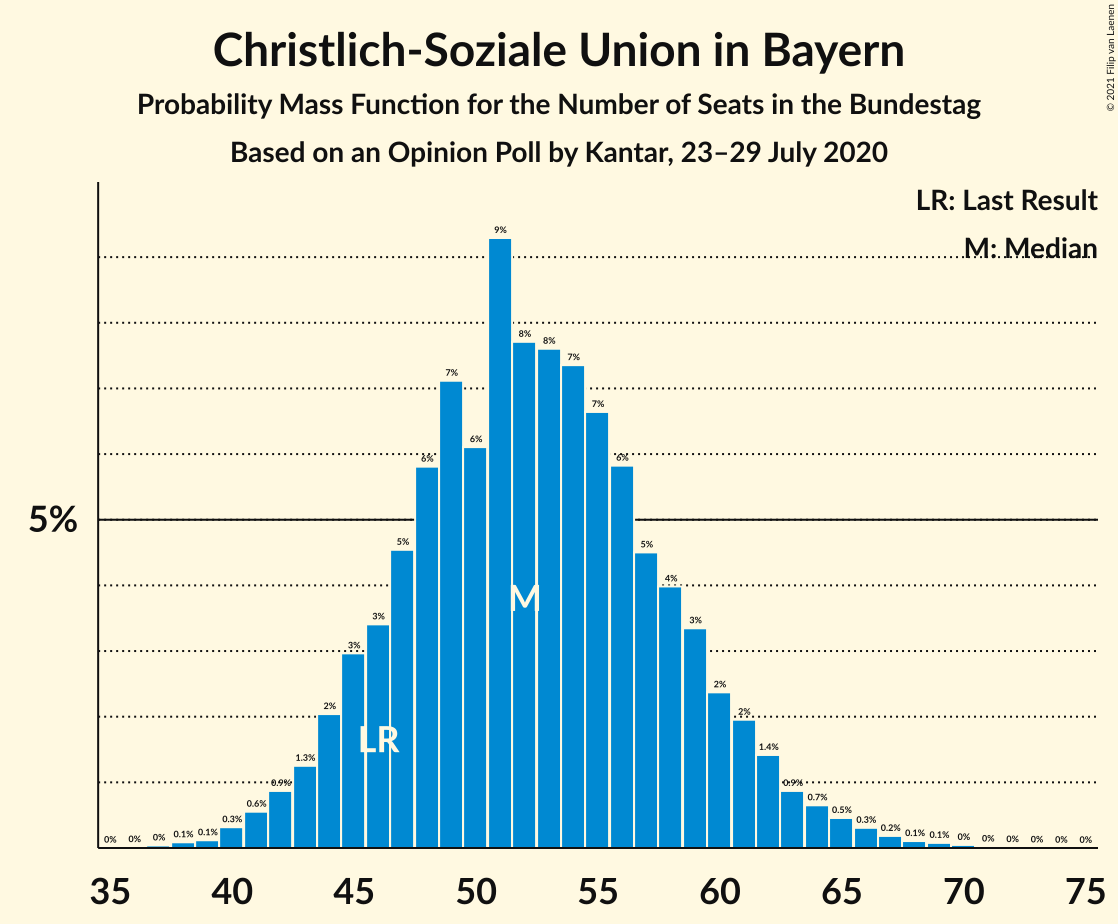 Christlich-Soziale Union in Bayern
Probability Mass Function for the Number of Seats in the Bundestag
Based on an Opinion Poll by Kantar, 23–29 July 2020
© 2021 Filip van Laenen
LR: Last Result
M: Median
5%
0% 0% 0% 0.1% 0.1% 0.3% 0.6% 0.9% 1.3% 2% 3% 3% 5% 6% 7% 6% 9% 8% 8% 7% 7% 6% 5% 4% 3% 2% 2% 1.4% 0.9% 0.7% 0.5% 0.3% 0.2% 0.1% 0.1% 0% 0% 0% 0% 0% 0%
M
LR
35 40 45 50 55 60 65 70 75